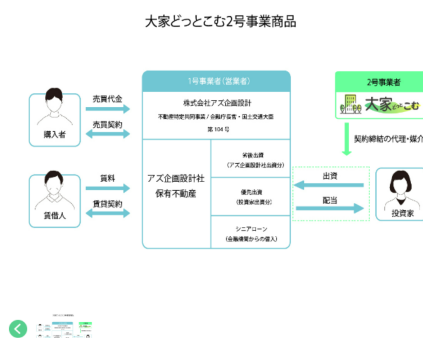 大家どっとこむ2号事業商品
1号事業者（営業者）
株式会社アズ企画設計
不動産特定共同事業／金融庁長官・国土交通大臣
第104号
2号事業者
大家どっとこむ
契約締結の代理・媒介
売買代金
売買契約
購入者
賃料
賃貸契約
賃借人
アズ企画設計社
保有不動産
劣後出資
（アズ企画設計社出資分）
優先出資
（投資家出資分）
シニアローン
（金融機関からの借入）
出資
配当
投資家